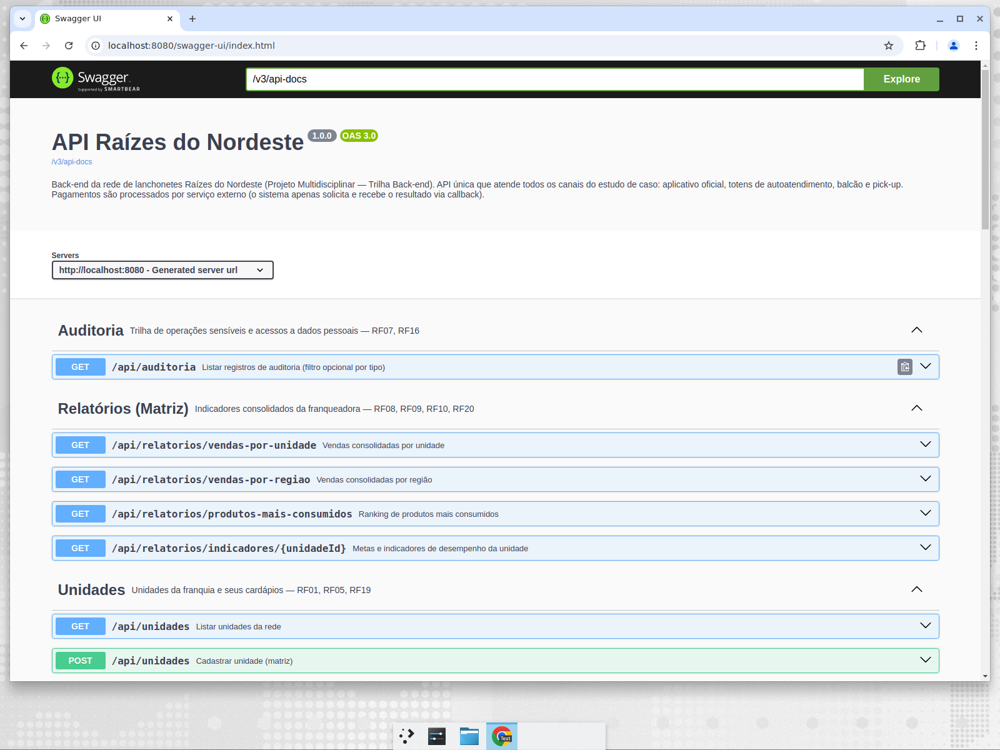 Swagger UI
localhost:8080/swagger-ui/index.html
Swagger
Supported by SMARTBEAR
/v3/api-docs
Explore
API Raízes do Nordeste 1.0.0 OAS 3.0
/v3/api-docs
Back-end da rede de lanchonetes Raízes do Nordeste (Projeto Multidisciplinar — Trilha Back-end). API única que atende todos os canais do estudo de caso: aplicativo oficial, totens de autoatendimento, balcão e pick-up.
Pagamentos são processados por serviço externo (o sistema apenas solicita e recebe o resultado via callback).
Servers
http://localhost:8080 - Generated server url
Auditoria Trilha de operações sensíveis e acessos a dados pessoais — RF07, RF16
GET /api/auditoria Listar registros de auditoria (filtro opcional por tipo)
Relatórios (Matriz) Indicadores consolidados da franqueadora — RF08, RF09, RF10, RF20
GET /api/relatorios/vendas-por-unidade Vendas consolidadas por unidade
GET /api/relatorios/vendas-por-regiao Vendas consolidadas por região
GET /api/relatorios/produtos-mais-consumidos Ranking de produtos mais consumidos
GET /api/relatorios/indicadores/{unidadeId} Metas e indicadores de desempenho da unidade
Unidades Unidades da franquia e seus cardápios — RF01, RF05, RF19
GET /api/unidades Listar unidades da rede
POST /api/unidades Cadastrar unidade (matriz)
Test